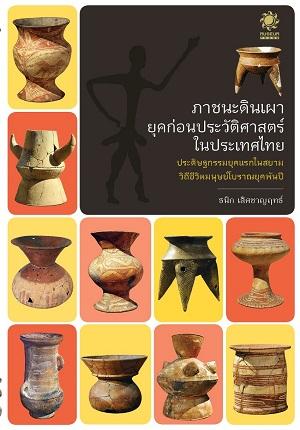 MUSEUM
ภาชนะดินเผา
ยุคก่อนประวัติศาสตร์
ในประเทศไทย
ประดิษฐกรรมยุคแรกในสยาม
วิถีชีวิตมนุษย์โบราณยุคพันปี
ธนิก เลิศชาญฤทธิ์